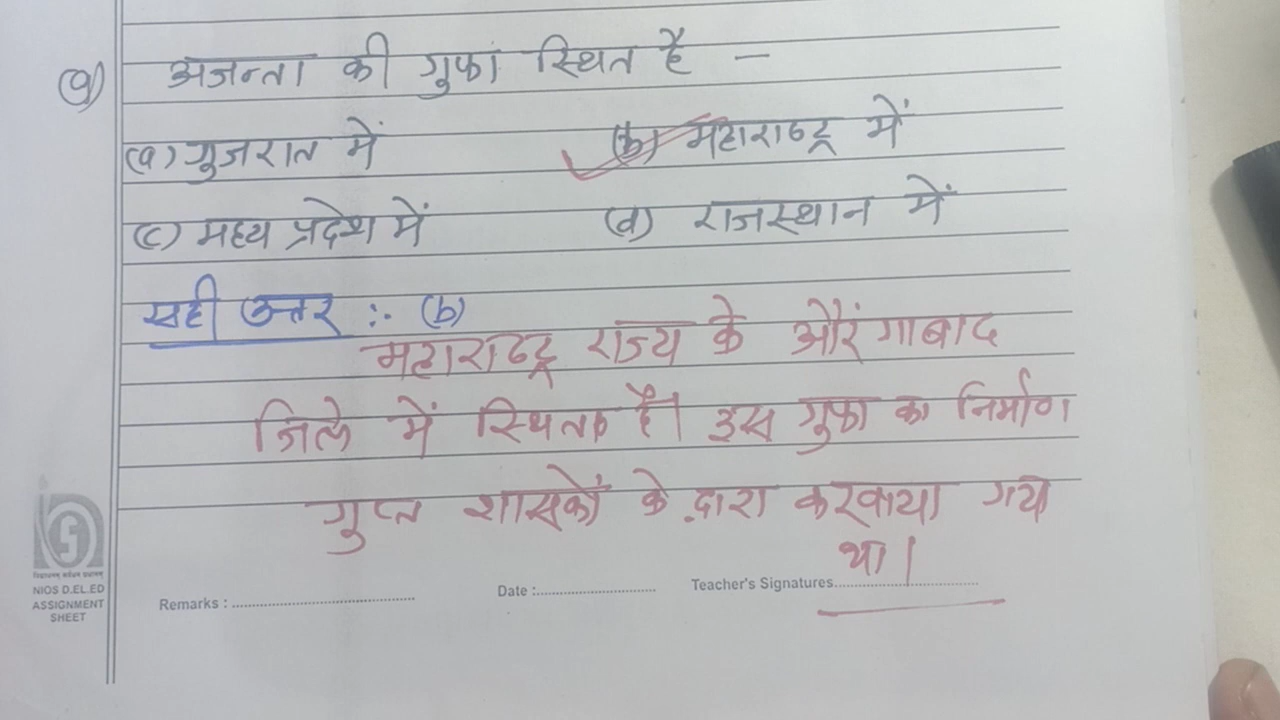 (9) अजन्ता की गुफा स्थित है —
(a) गुजरात में (b) महाराष्ट्र में
(c) मध्य प्रदेश में (d) राजस्थान में
सही उत्तर :- (b)
महाराष्ट्र राज्य के औरंगाबाद
जिले में स्थित है। इस गुफा का निर्माण
गुप्त शासकों के द्वारा करवाया गया
था।
NIOS D.EL.ED
ASSIGNMENT
SHEET
Remarks : Date : Teacher's Signatures